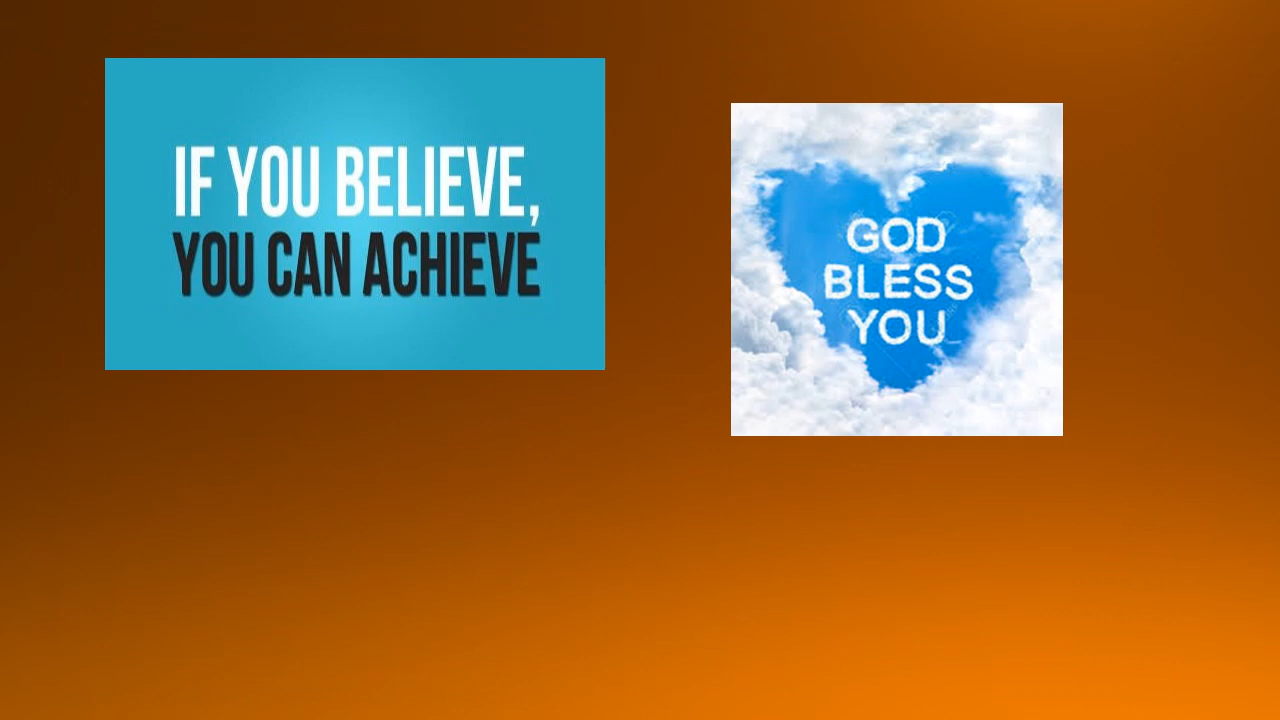 IF YOU BELIEVE,
YOU CAN ACHIEVE
GOD
BLESS
YOU